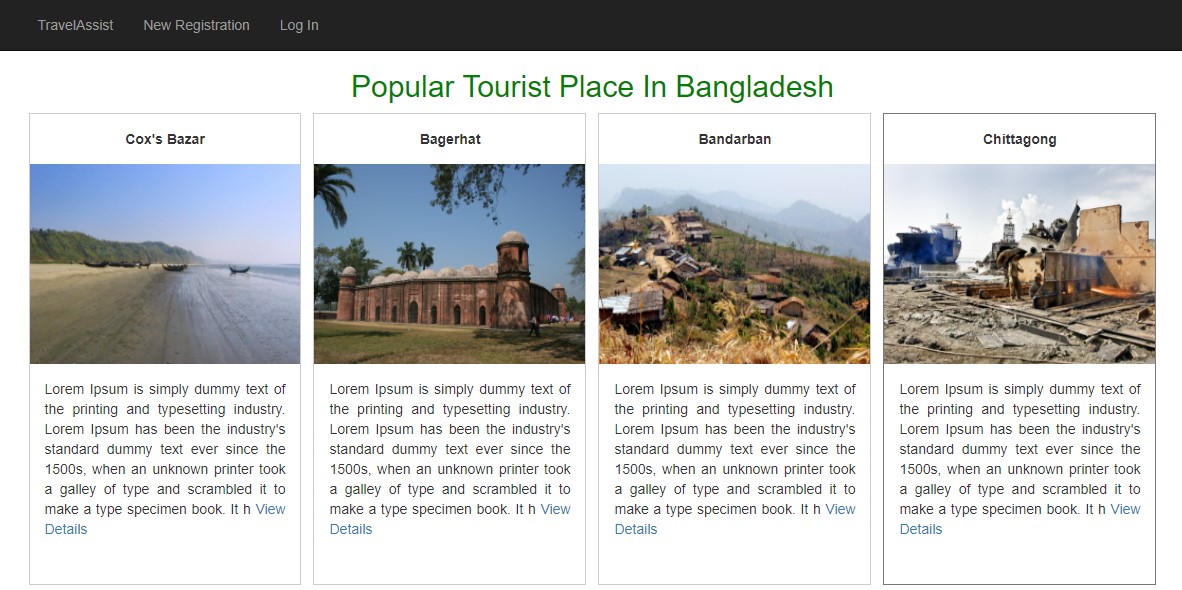 TravelAssist New Registration Log In
Popular Tourist Place In Bangladesh
Cox's Bazar
Lorem Ipsum is simply dummy text of
the printing and typesetting industry.
Lorem Ipsum has been the industry's
standard dummy text ever since the
1500s, when an unknown printer took
a galley of type and scrambled it to
make a type specimen book. It h View
Details
Bagerhat
Lorem Ipsum is simply dummy text of
the printing and typesetting industry.
Lorem Ipsum has been the industry's
standard dummy text ever since the
1500s, when an unknown printer took
a galley of type and scrambled it to
make a type specimen book. It h View
Details
Bandarban
Lorem Ipsum is simply dummy text of
the printing and typesetting industry.
Lorem Ipsum has been the industry's
standard dummy text ever since the
1500s, when an unknown printer took
a galley of type and scrambled it to
make a type specimen book. It h View
Details
Chittagong
Lorem Ipsum is simply dummy text of
the printing and typesetting industry.
Lorem Ipsum has been the industry's
standard dummy text ever since the
1500s, when an unknown printer took
a galley of type and scrambled it to
make a type specimen book. It h View
Details